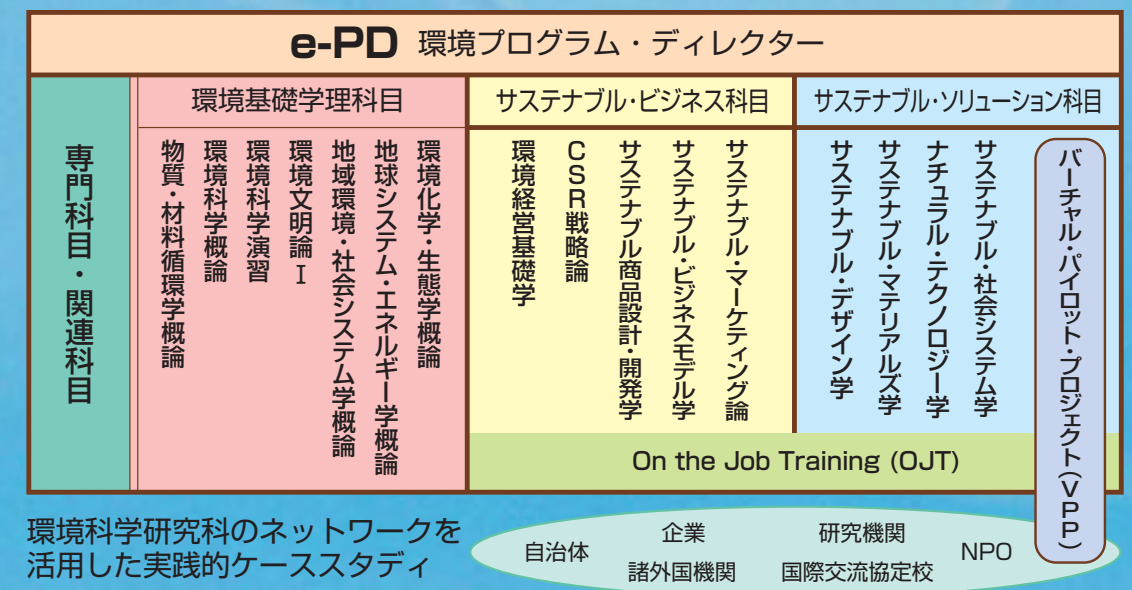 e-PD 環境プログラム・ディレクター
専門科目・関連科目
環境基礎学理科目
物質・材料循環学概論
環境科学概論
環境科学演習
環境文明論Ⅰ
地域環境・社会システム学概論
地球システム・エネルギー学概論
環境化学・生態学概論
サステナブル・ビジネス科目
環境経営基礎学
CSR戦略論
サステナブル商品設計・開発学
サステナブル・ビジネスモデル学
サステナブル・マーケティング論
サステナブル・ソリューション科目
サステナブル・デザイン学
サステナブル・マテリアルズ学
ナチュラル・テクノロジー学
サステナブル・社会システム学
バーチャル・パイロット・プロジェクト(VPP)
On the Job Training (OJT)
環境科学研究科のネットワークを
活用した実践的ケーススタディ
自治体
企業
研究機関
NPO
諸外国機関
国際交流協定校